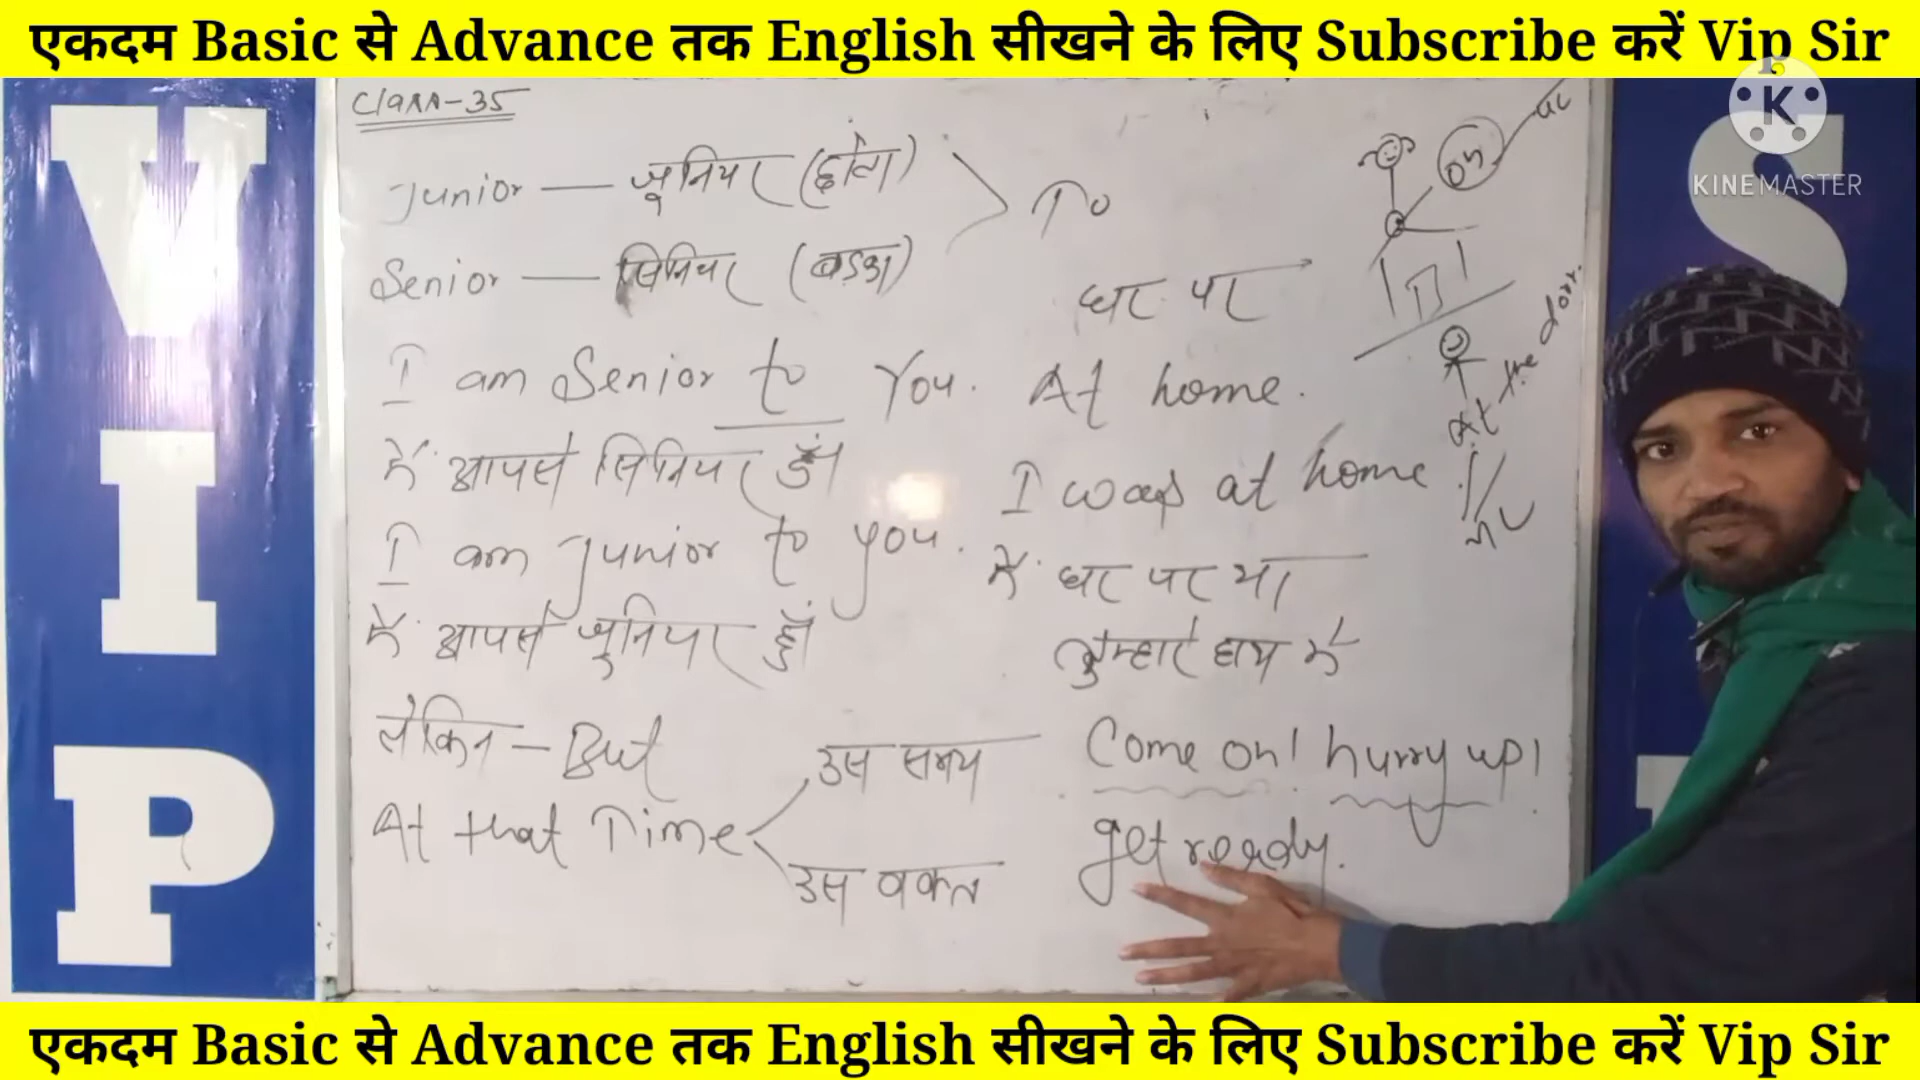 एकदम Basic से Advance तक English सीखने के लिए Subscribe करें Vip Sir
KINEMASTER
VIP
S
Class-35
Junior — जूनियर (छोटा)
Senior — सिनियर (बड़ा)
To
on
घर पर
I am Senior to You.
At home.
At the dorr.
मैं आपसे सिनियर हूँ
I was at home
I am Junior to you.
मैं घर पर था
मैं आपसे जुनियर हूँ
तुम्हारे हाथ में
लेकिन – But
At that Time
उस समय
उस वक्त
Come on! hurry up!
get ready.
एकदम Basic से Advance तक English सीखने के लिए Subscribe करें Vip Sir